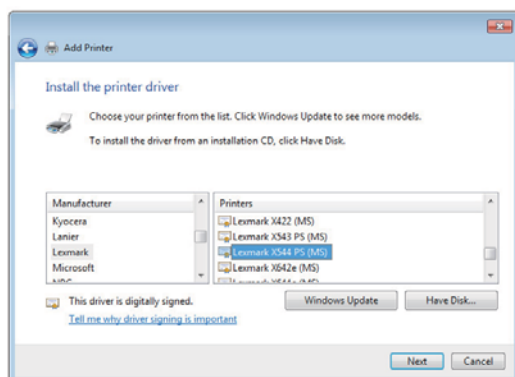 Add Printer
Install the printer driver
Choose your printer from the list. Click Windows Update to see more models.
To install the driver from an installation CD, click Have Disk.
Manufacturer
Kyocera
Lanier
Lexmark
Microsoft
Printers
Lexmark X422 (MS)
Lexmark X543 PS (MS)
Lexmark X544 PS (MS)
Lexmark X642e (MS)
This driver is digitally signed.
Tell me why driver signing is important
Windows Update
Have Disk...
Next
Cancel